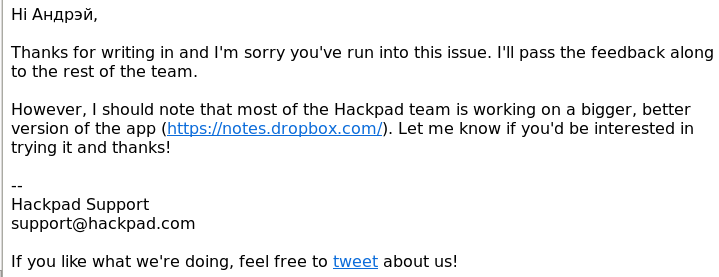 Hi Андрэй,
Thanks for writing in and I'm sorry you've run into this issue. I'll pass the feedback along
to the rest of the team.
However, I should note that most of the Hackpad team is working on a bigger, better
version of the app (https://notes.dropbox.com/). Let me know if you'd be interested in
trying it and thanks!
--
Hackpad Support
support@hackpad.com
If you like what we're doing, feel free to tweet about us!